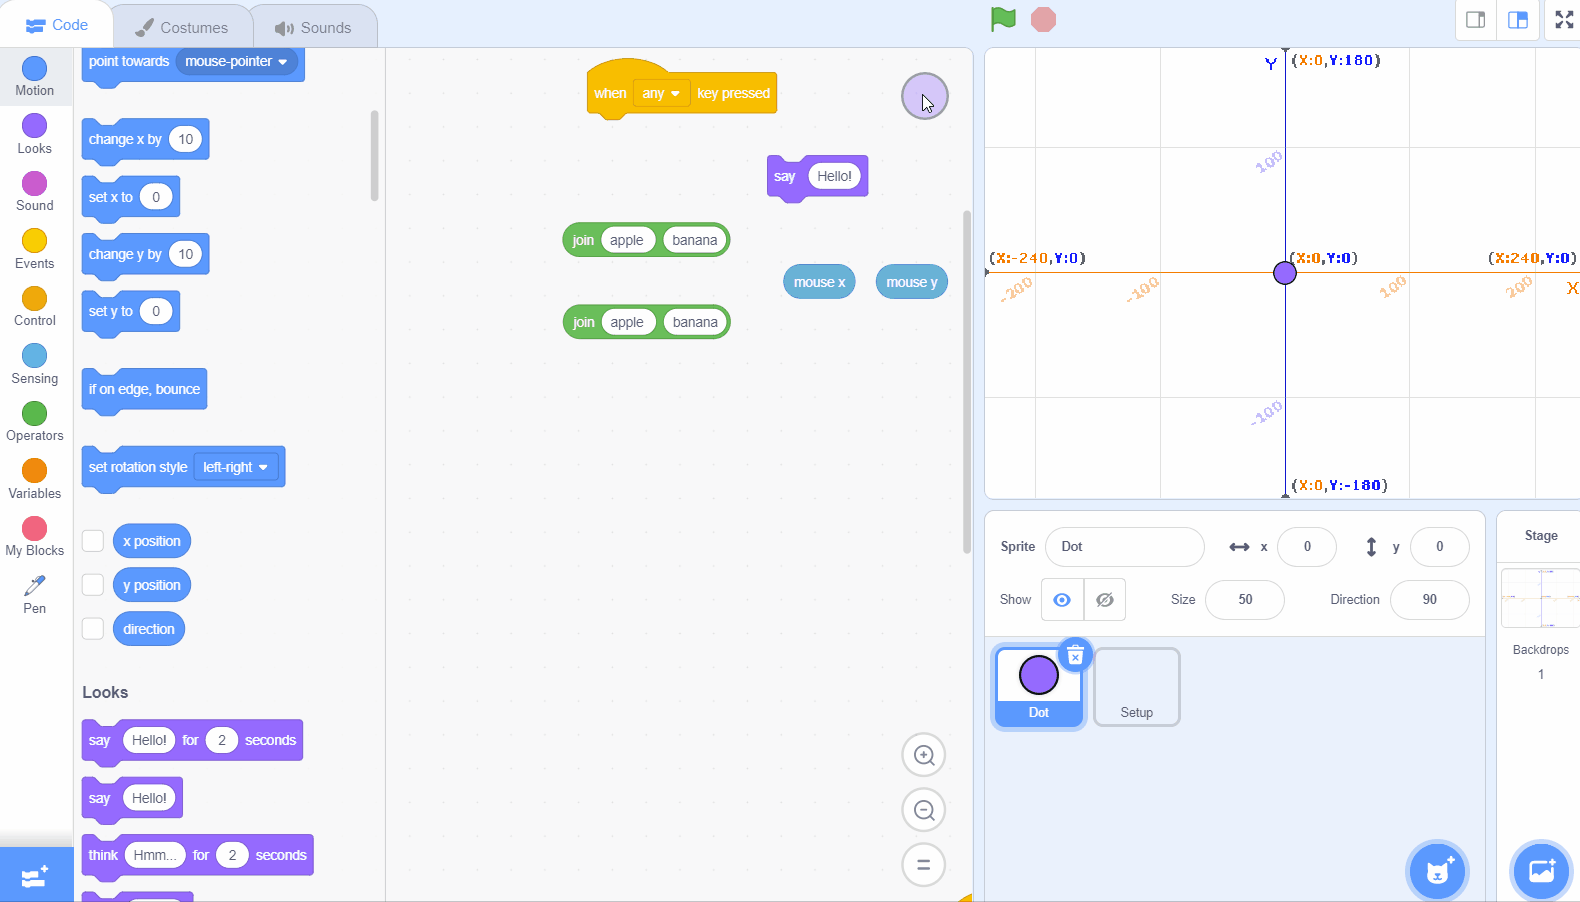 Code
Costumes
Sounds
Motion
Looks
Sound
Events
Control
Sensing
Operators
Variables
My Blocks
Pen
point towards mouse-pointer
change x by 10
set x to 0
change y by 10
set y to 0
if on edge, bounce
set rotation style left-right
x position
y position
direction
Looks
say Hello! for 2 seconds
say Hello!
think Hmm... for 2 seconds
when any key pressed
say Hello!
join apple banana
mouse x mouse y
join apple banana
Y (X:0,Y:180)
100
(X:-240,Y:0) (X:0,Y:0) (X:240,Y:0)
-200 -100 100 200 X
-100
(X:0,Y:-180)
Sprite Dot x 0 y 0
Show Size 50 Direction 90
Dot
Setup
Stage
Backdrops
1